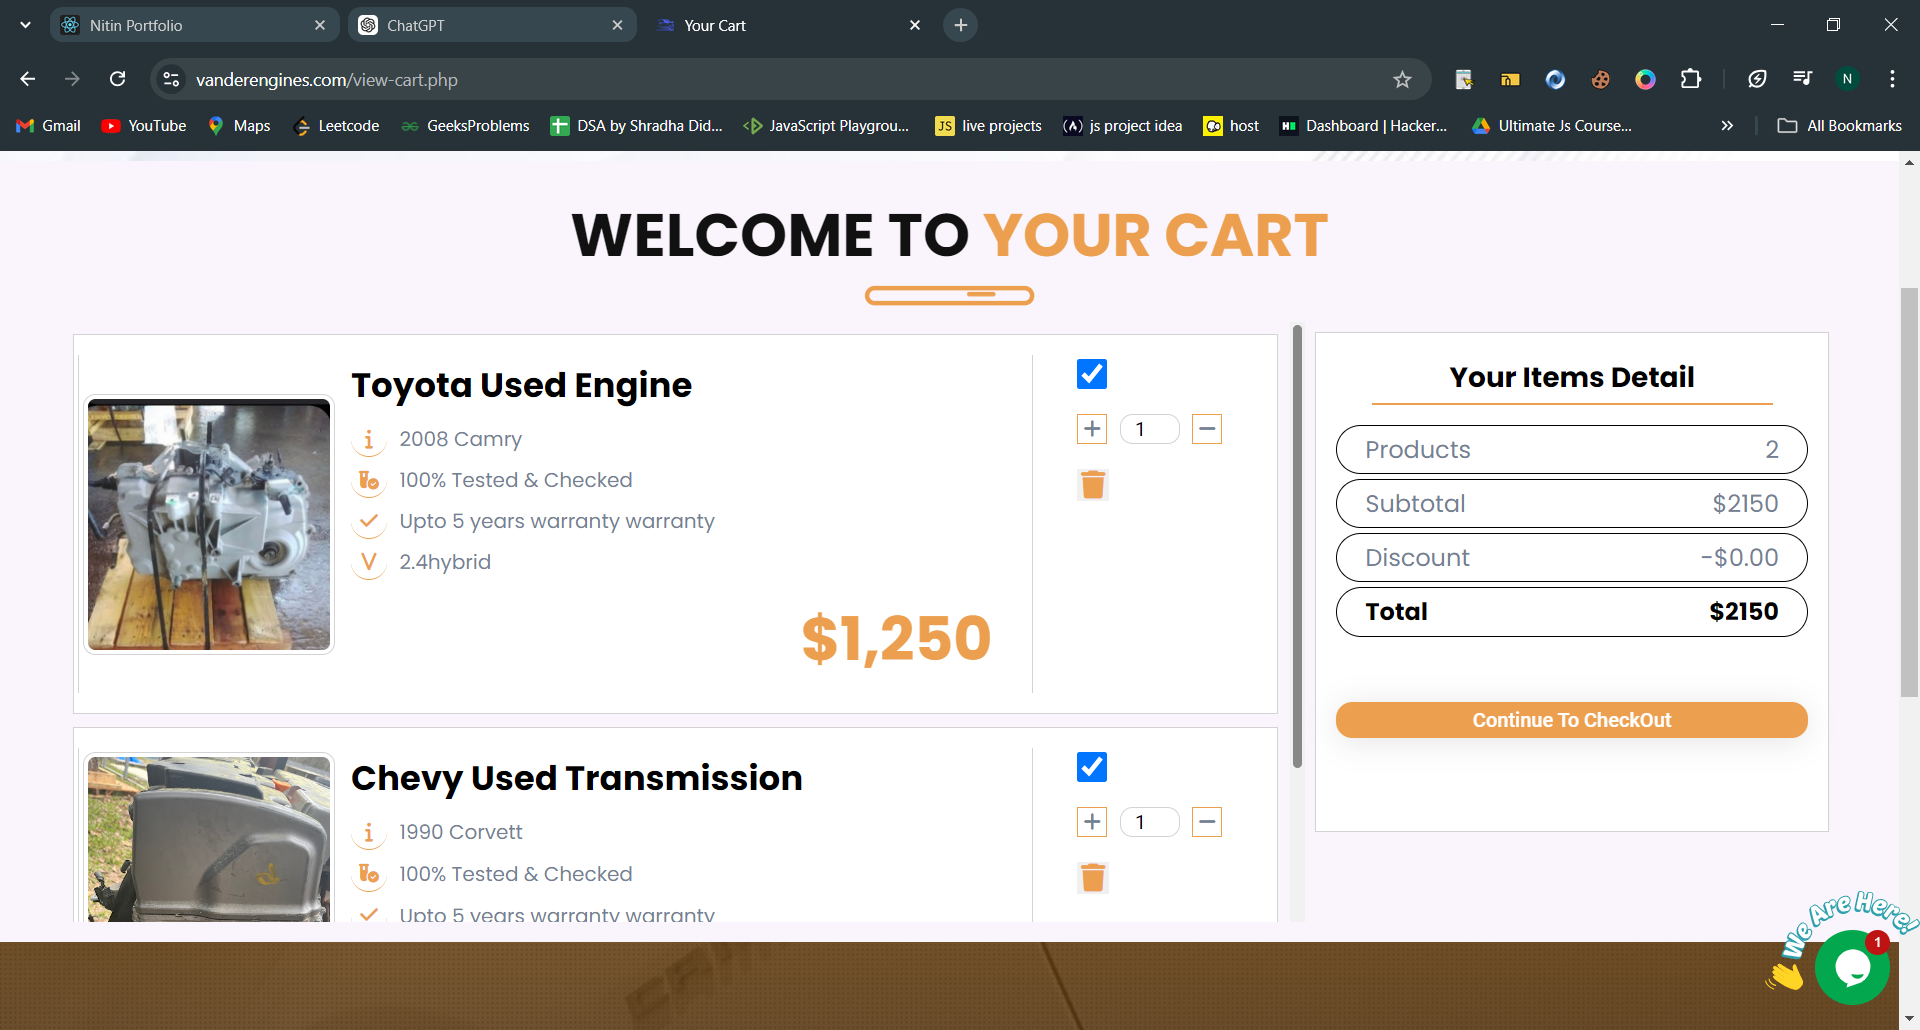 Nitin Portfolio
ChatGPT
Your Cart
vanderengines.com/view-cart.php
N
Gmail
YouTube
Maps
Leetcode
GeeksProblems
DSA by Shradha Did...
JavaScript Playgrou...
JS live projects
js project idea
host
Dashboard | Hacker...
Ultimate Js Course...
All Bookmarks
WELCOME TO YOUR CART
Toyota Used Engine
2008 Camry
100% Tested & Checked
Upto 5 years warranty warranty
2.4hybrid
$1,250
1
Chevy Used Transmission
1990 Corvett
100% Tested & Checked
Upto 5 years warranty warranty
1
Your Items Detail
Products 2
Subtotal $2150
Discount -$0.00
Total $2150
Continue To CheckOut
We Are Here!
1